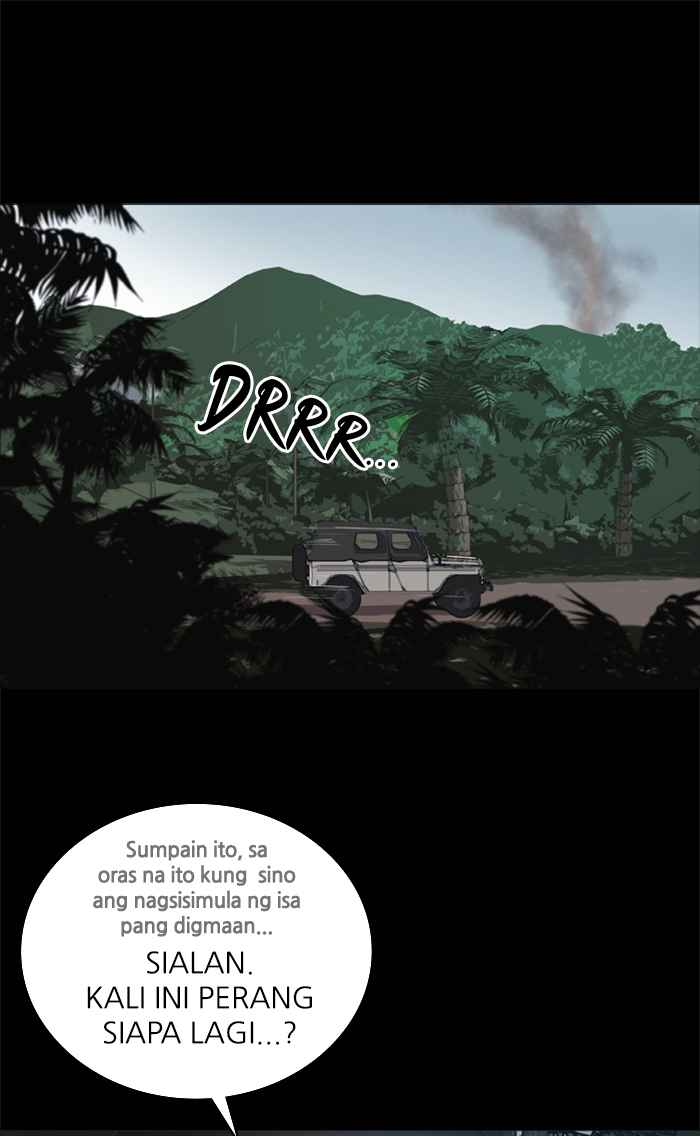 DRRR...
Sumpain ito, sa
oras na ito kung sino
ang nagsisimula ng isa
pang digmaan...
SIALAN.
KALI INI PERANG
SIAPA LAGI...?